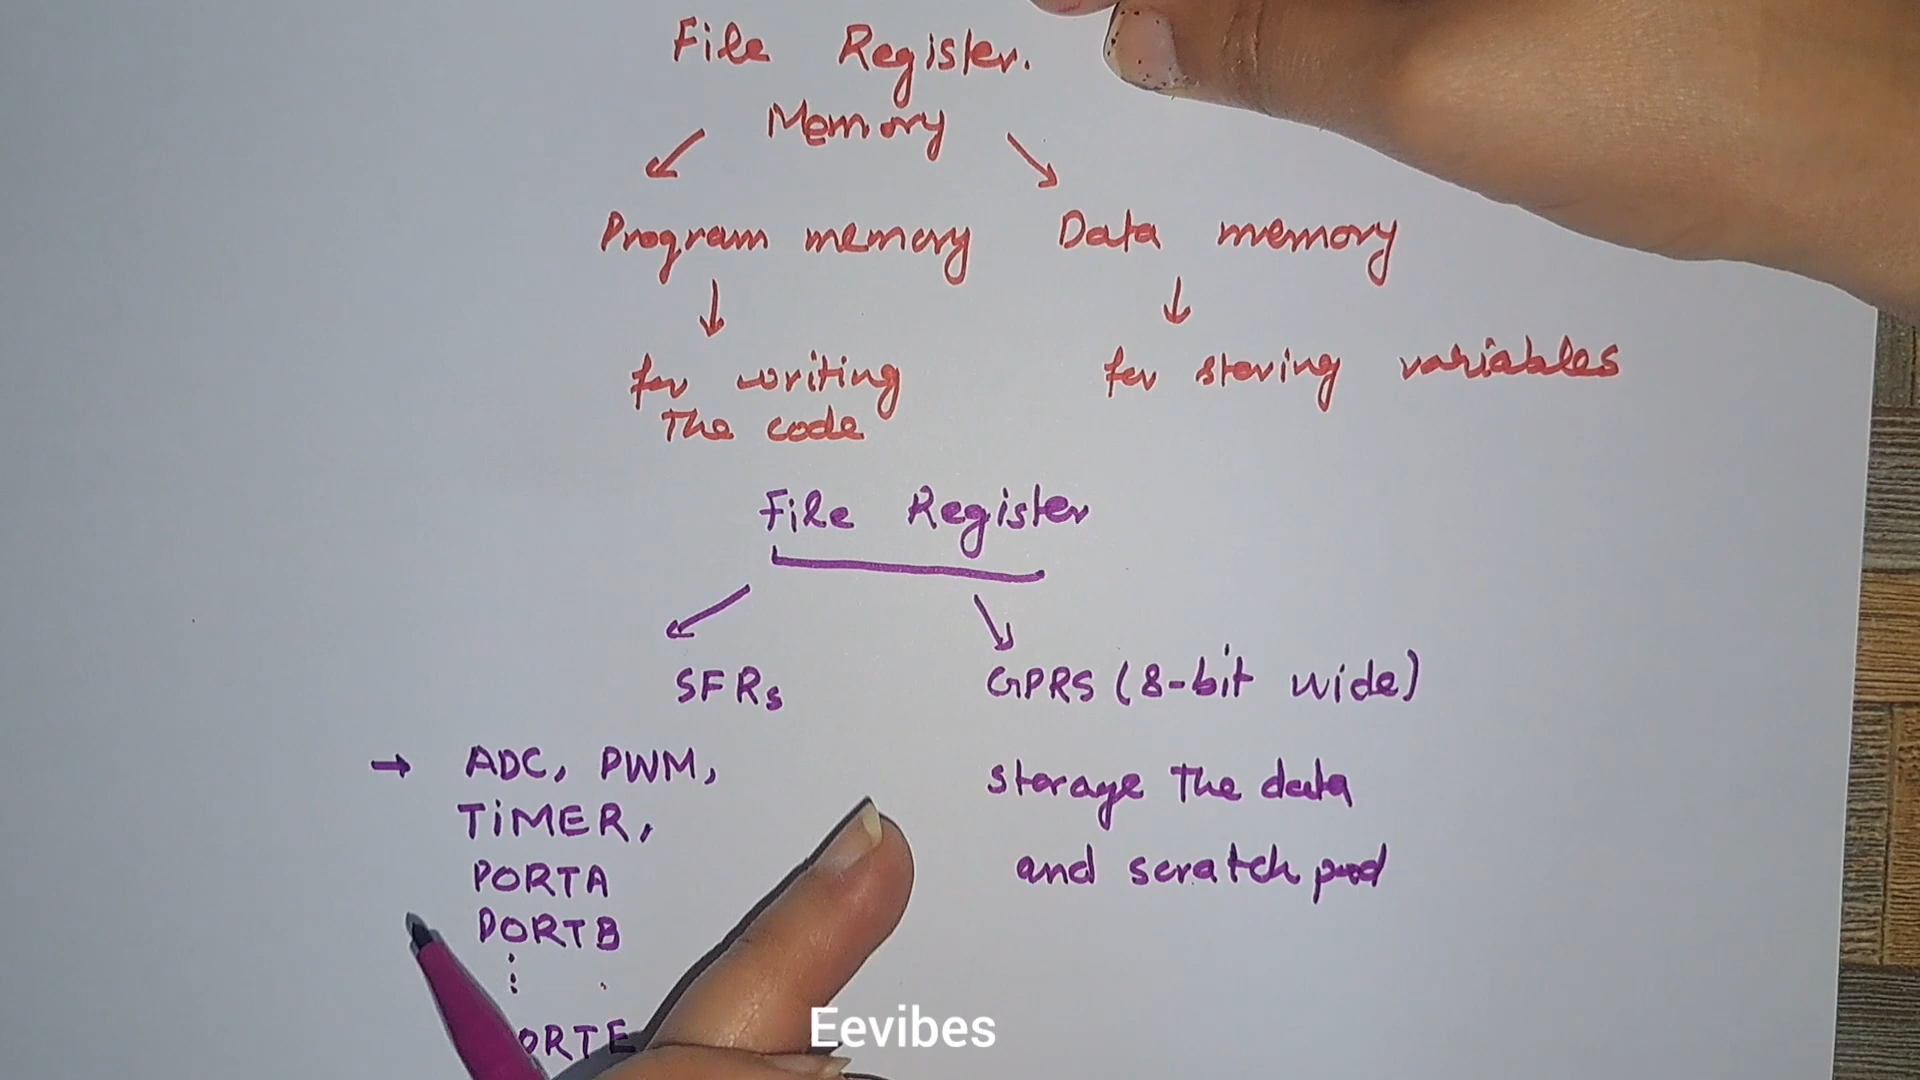 File Register.
Memory
Program memory Data memory
for writing for storing variables
The code
File Register
SFRs GPRS (8-bit wide)
→ ADC, PWM, storage the data
TiMER, and scratch pad
PORTA
PORTB
ORTE
Eevibes